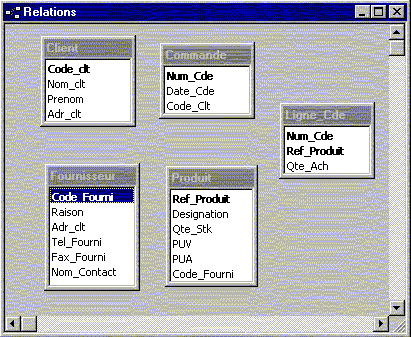 Relations
Client
Code_clt
Nom_clt
Prenom
Adr_clt
Commande
Num_Cde
Date_Cde
Code_Clt
Ligne_Cde
Num_Cde
Ref_Produit
Qte_Ach
Fournisseur
Code_Fourni
Raison
Adr_clt
Tel_Fourni
Fax_Fourni
Nom_Contact
Produit
Ref_Produit
Designation
Qte_Stk
PUV
PUA
Code_Fourni